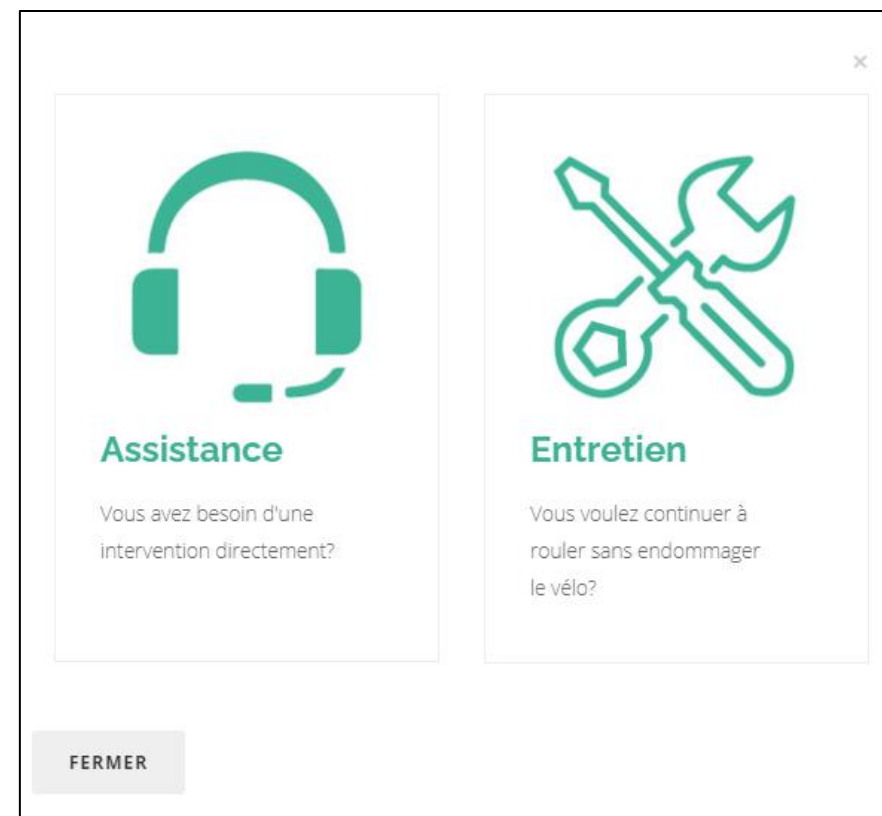 ×
Assistance
Vous avez besoin d'une
intervention directement?
Entretien
Vous voulez continuer à
rouler sans endommager
le vélo?
FERMER